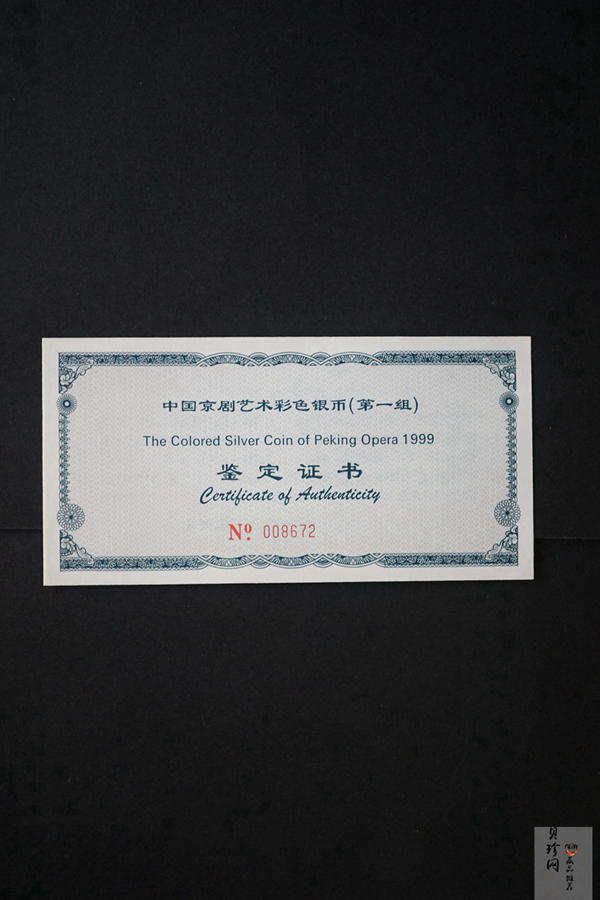 中国京剧艺术彩色银币(第一组)
The Colored Silver Coin of Peking Opera 1999
鉴定证书
Certificate of Authenticity
Nº 008672
贝珍网